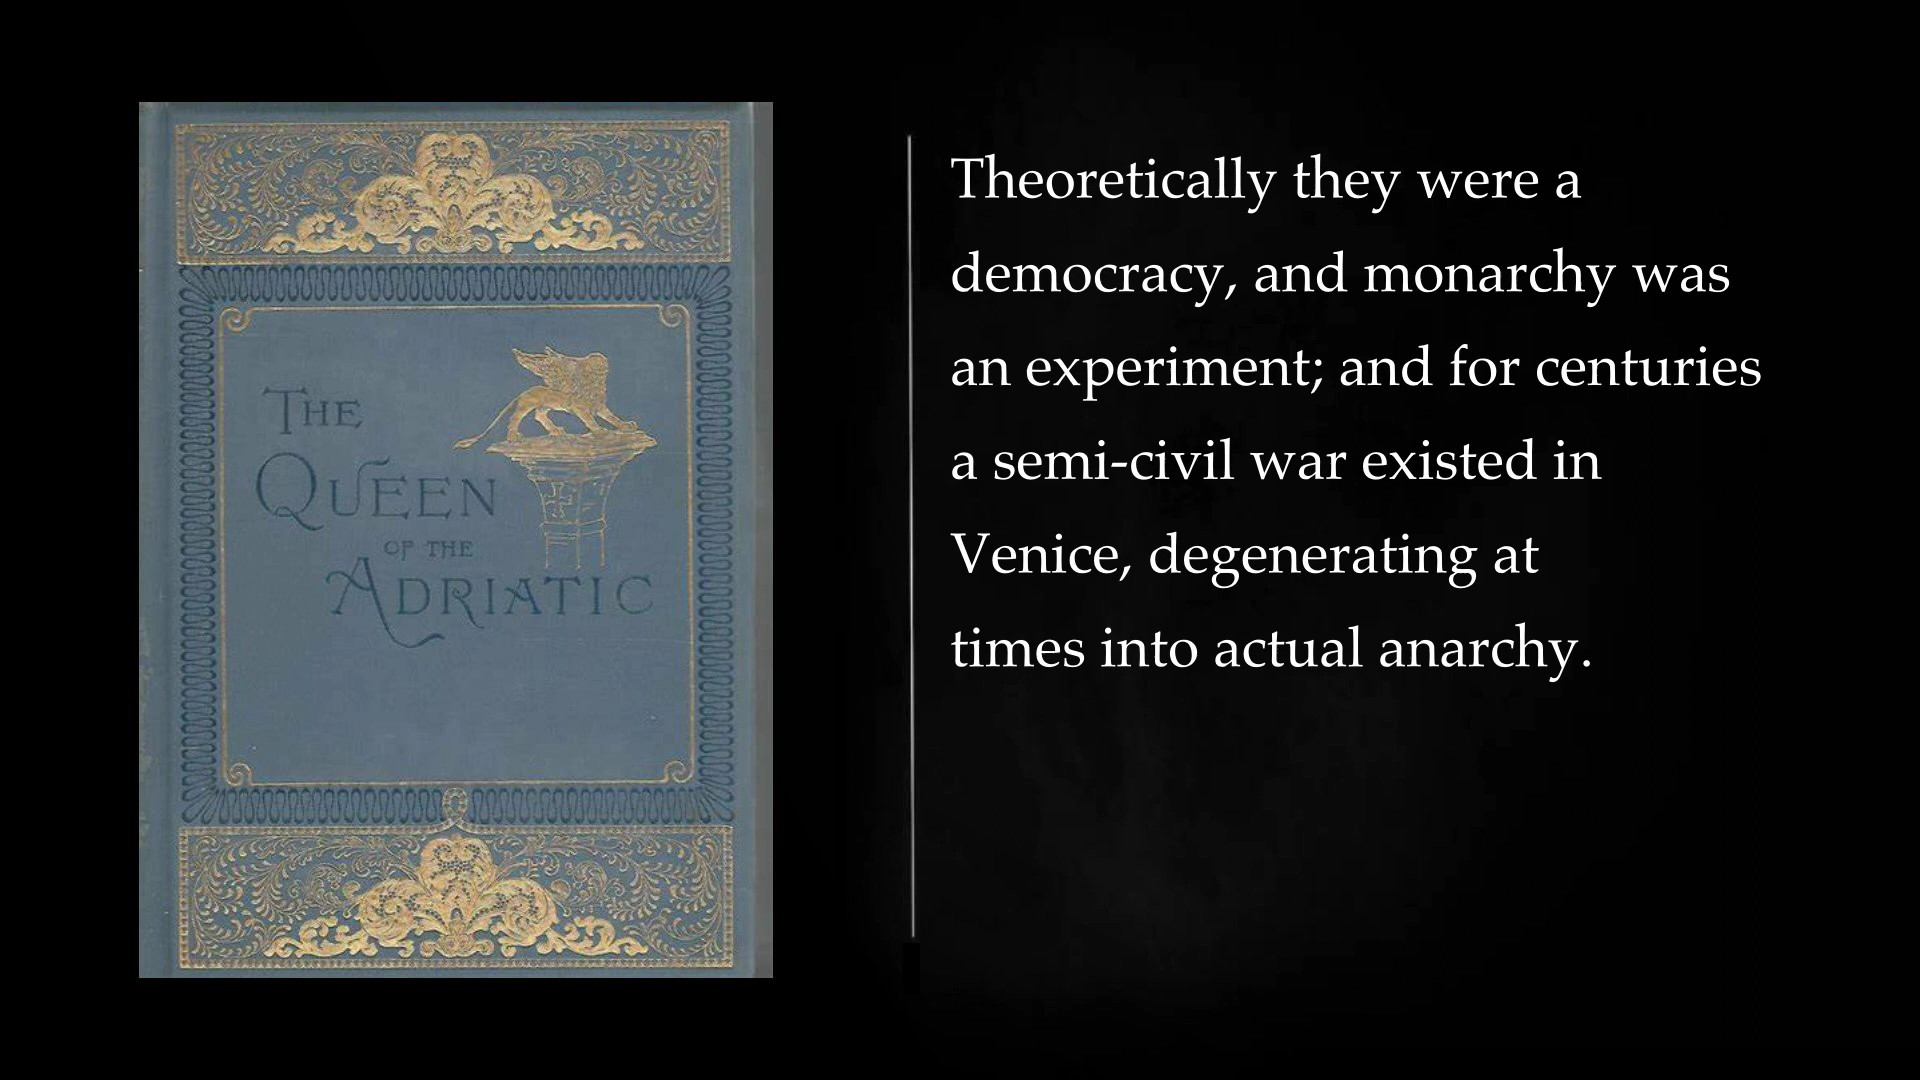 THE
QUEEN
OF THE
ADRIATIC
Theoretically they were a
democracy, and monarchy was
an experiment; and for centuries
a semi-civil war existed in
Venice, degenerating at
times into actual anarchy.